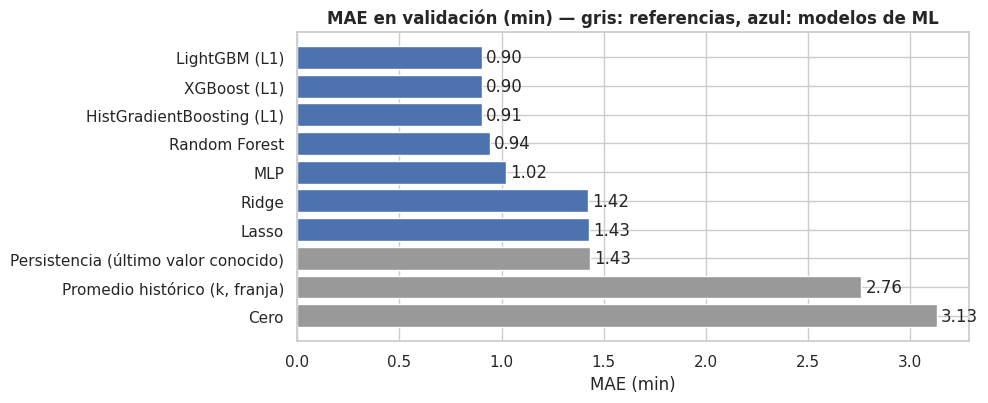 MAE en validación (min) — gris: referencias, azul: modelos de ML
LightGBM (L1) 0.90
XGBoost (L1) 0.90
HistGradientBoosting (L1) 0.91
Random Forest 0.94
MLP 1.02
Ridge 1.42
Lasso 1.43
Persistencia (último valor conocido) 1.43
Promedio histórico (k, franja) 2.76
Cero 3.13
0.0 0.5 1.0 1.5 2.0 2.5 3.0
MAE (min)